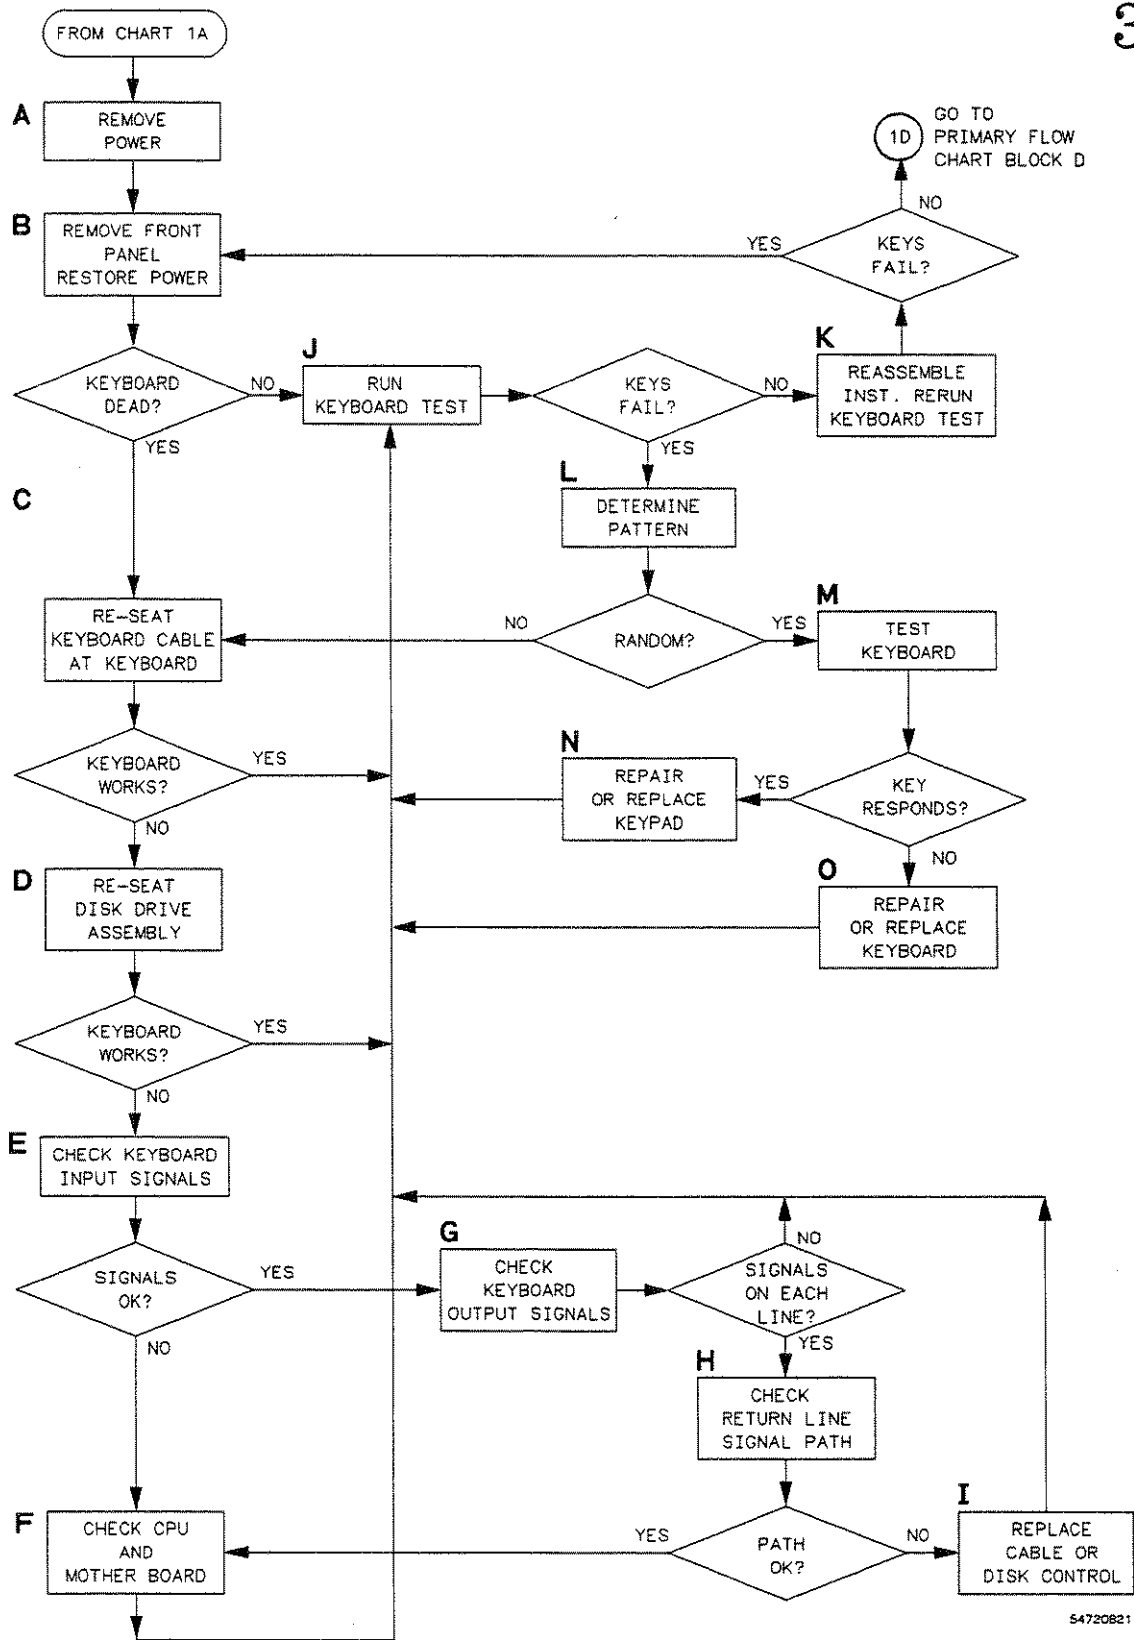 3
FROM CHART 1A
A
REMOVE
POWER
1D
GO TO
PRIMARY FLOW
CHART BLOCK D
NO
B
REMOVE FRONT
PANEL
RESTORE POWER
YES
KEYS
FAIL?
KEYBOARD
DEAD?
NO
YES
J
RUN
KEYBOARD TEST
KEYS
FAIL?
NO
YES
K
REASSEMBLE
INST. RERUN
KEYBOARD TEST
L
DETERMINE
PATTERN
C
RE-SEAT
KEYBOARD CABLE
AT KEYBOARD
NO
RANDOM?
YES
M
TEST
KEYBOARD
KEYBOARD
WORKS?
YES
NO
N
REPAIR
OR REPLACE
KEYPAD
YES
KEY
RESPONDS?
NO
D
RE-SEAT
DISK DRIVE
ASSEMBLY
O
REPAIR
OR REPLACE
KEYBOARD
KEYBOARD
WORKS?
YES
NO
E
CHECK KEYBOARD
INPUT SIGNALS
SIGNALS
OK?
YES
NO
G
CHECK
KEYBOARD
OUTPUT SIGNALS
NO
SIGNALS
ON EACH
LINE?
YES
H
CHECK
RETURN LINE
SIGNAL PATH
F
CHECK CPU
AND
MOTHER BOARD
YES
PATH
OK?
NO
I
REPLACE
CABLE OR
DISK CONTROL
54720B21